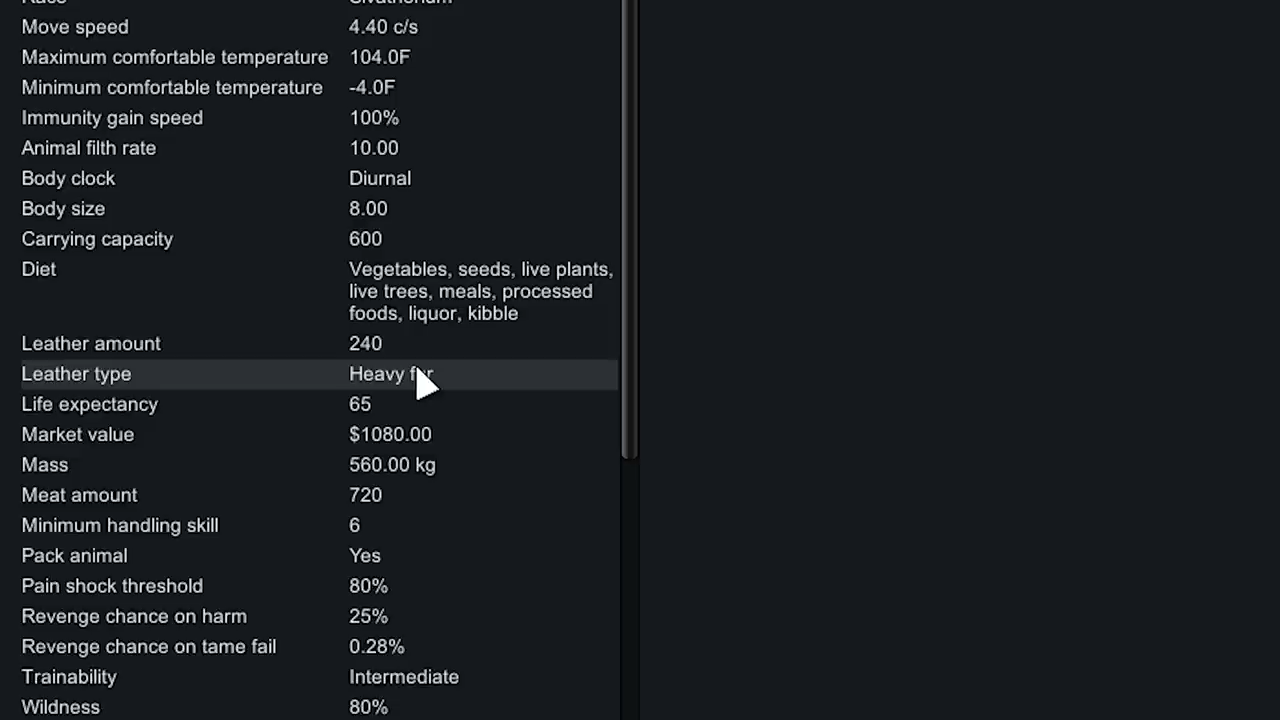 Move speed 4.40 c/s
Maximum comfortable temperature 104.0F
Minimum comfortable temperature -4.0F
Immunity gain speed 100%
Animal filth rate 10.00
Body clock Diurnal
Body size 8.00
Carrying capacity 600
Diet Vegetables, seeds, live plants,
live trees, meals, processed
foods, liquor, kibble
Leather amount 240
Leather type Heavy fur
Life expectancy 65
Market value $1080.00
Mass 560.00 kg
Meat amount 720
Minimum handling skill 6
Pack animal Yes
Pain shock threshold 80%
Revenge chance on harm 25%
Revenge chance on tame fail 0.28%
Trainability Intermediate
Wildness 80%